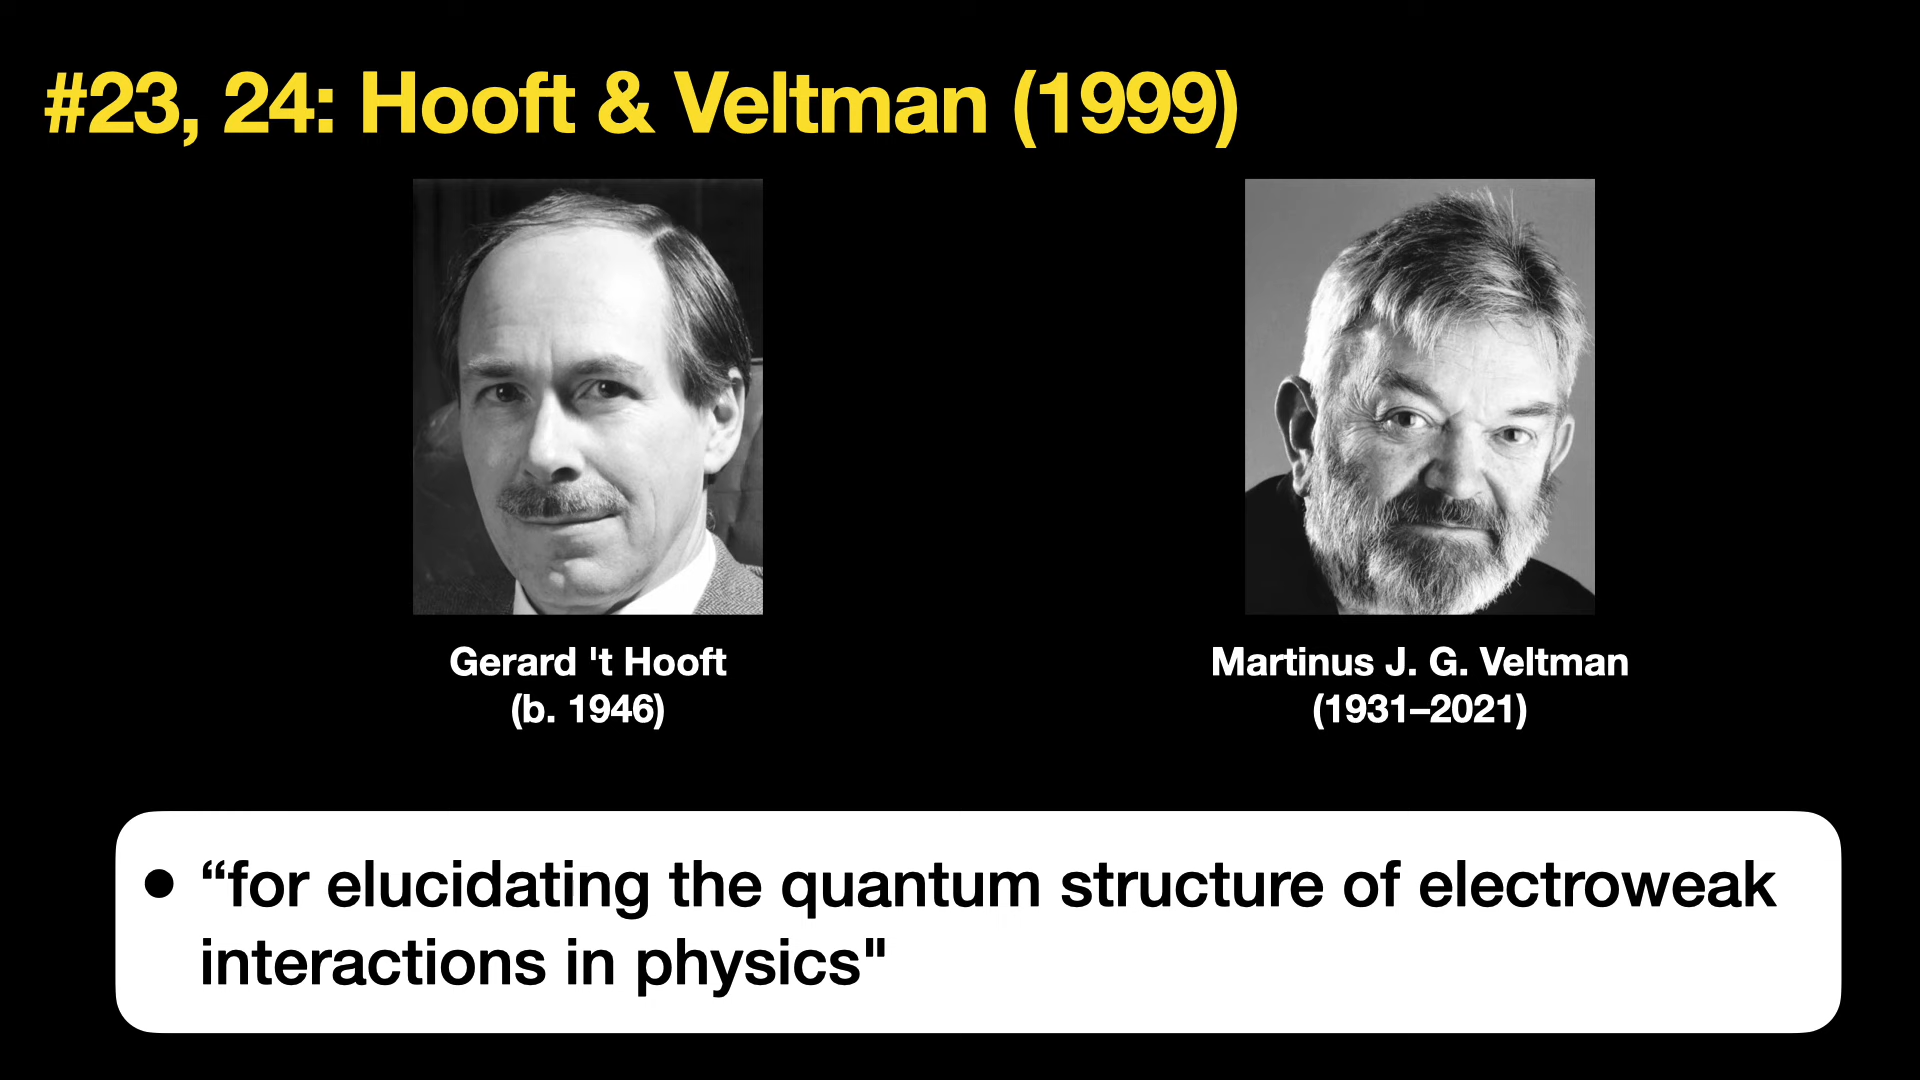 #23, 24: Hooft & Veltman (1999)
Gerard 't Hooft
(b. 1946)
Martinus J. G. Veltman
(1931–2021)
• “for elucidating the quantum structure of electroweak
interactions in physics"